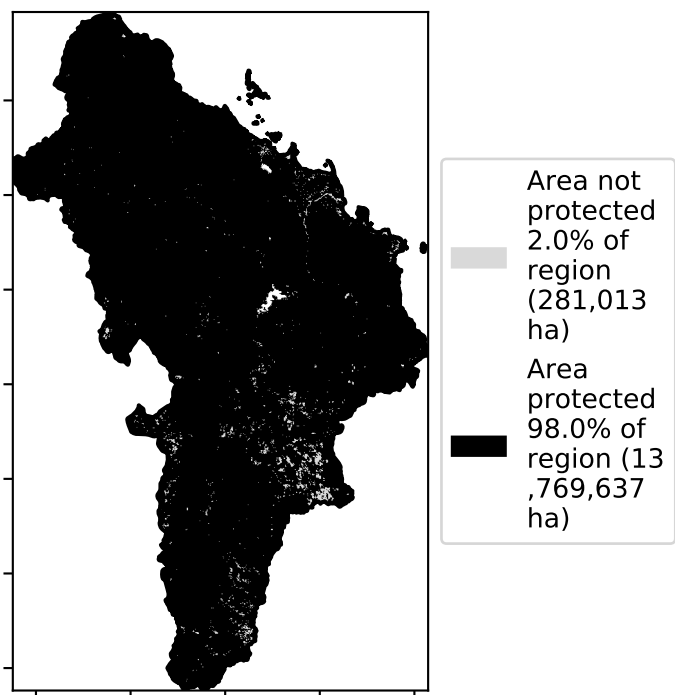 Area not
protected
2.0% of
region
(281,013
ha)
Area
protected
98.0% of
region (13
,769,637
ha)